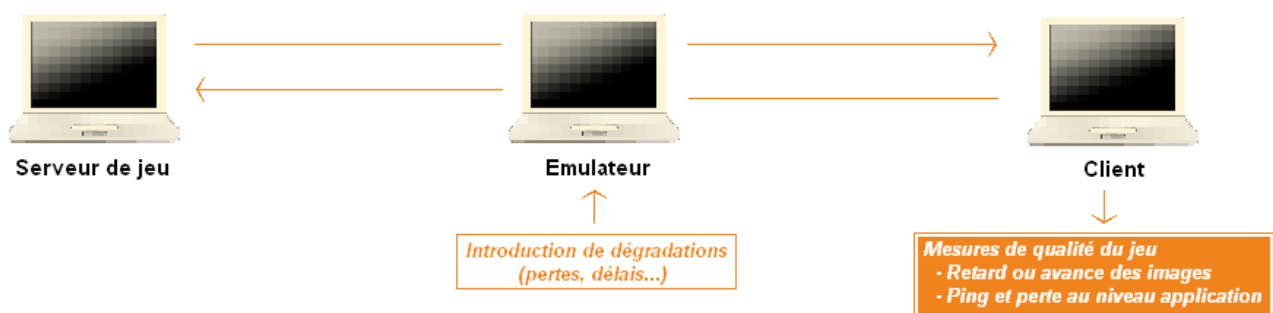 Serveur de jeu
Emulateur
Client
Introduction de dégradations
(pertes, délais...)
Mesures de qualité du jeu
- Retard ou avance des images
- Ping et perte au niveau application